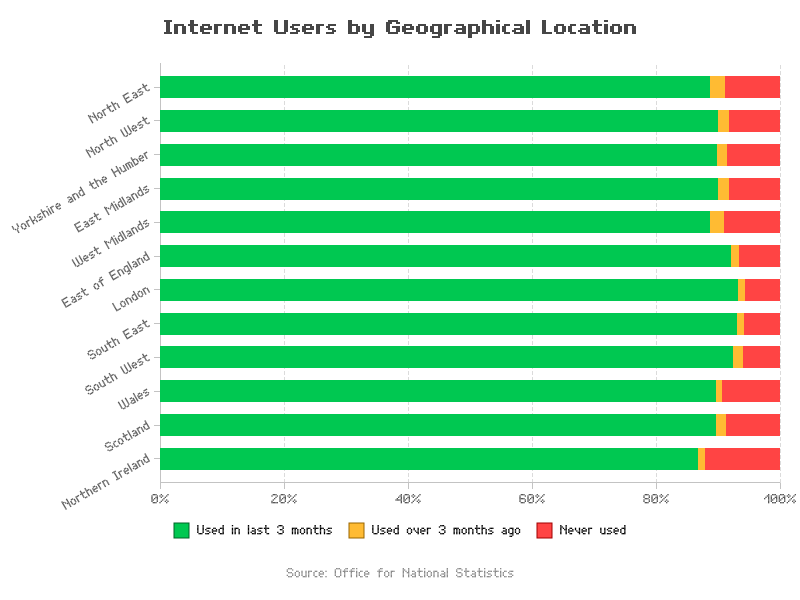 Internet Users by Geographical Location
North East
North West
Yorkshire and the Humber
East Midlands
West Midlands
East of England
London
South East
South West
Wales
Scotland
Northern Ireland
0% 20% 40% 60% 80% 100%
Used in last 3 months Used over 3 months ago Never used
Source: Office for National Statistics